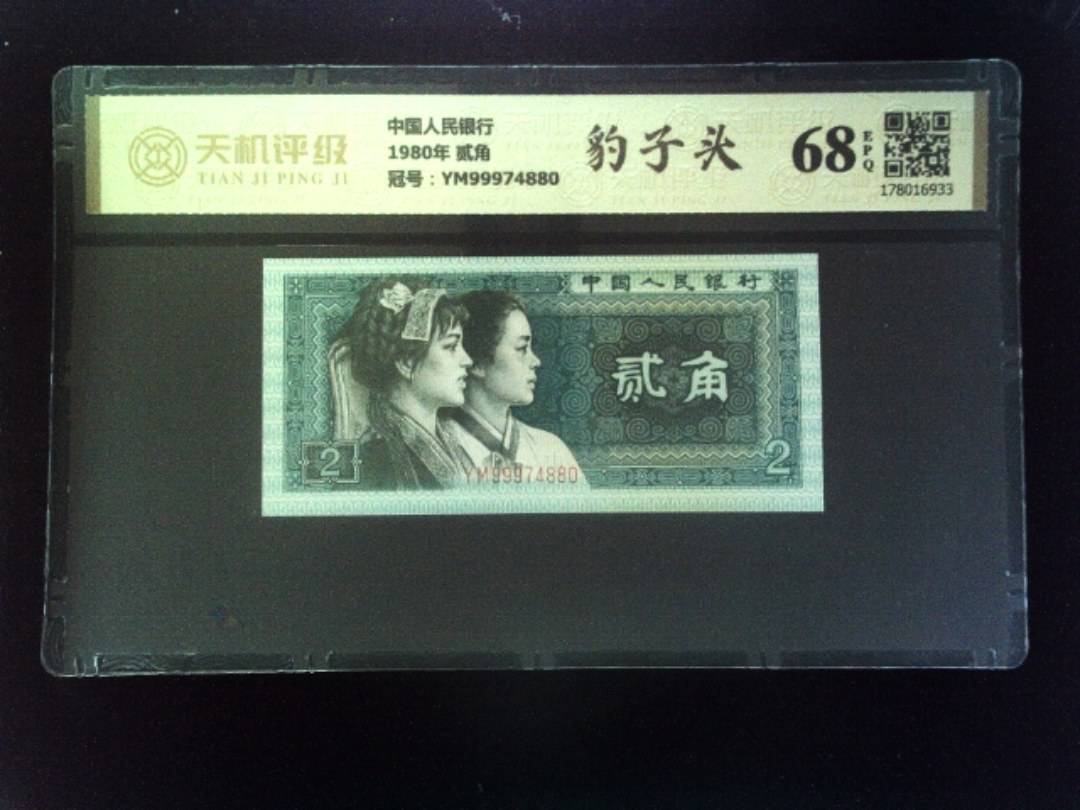 天机评级
TIAN JI PING JI
中国人民银行
1980年 贰角
冠号：YM99974880
豹子头
68
EPQ
178016933
中国人民银行
贰角
2
2
YM99974880